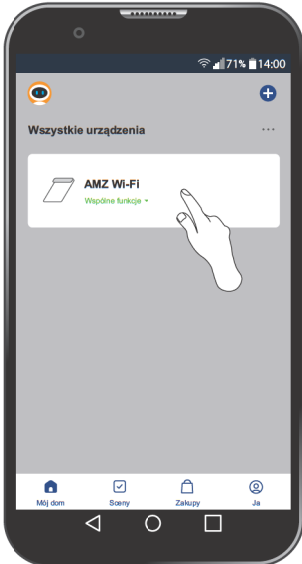 71% 14:00
Wszystkie urządzenia
AMZ Wi-Fi
Wspólne funkcje
Mój dom Sceny Zakupy Ja